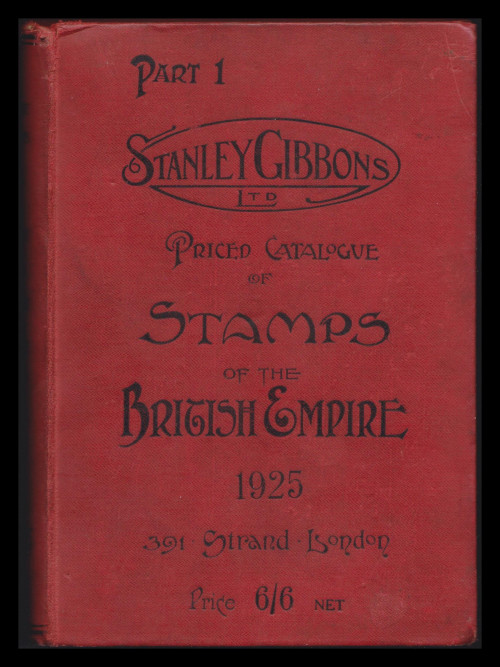 PART 1
STANLEY GIBBONS
LTD
PRICED CATALOGUE
OF
STAMPS
OF THE
BRITISH EMPIRE
1925
391 · Strand · London
Price 6/6 NET